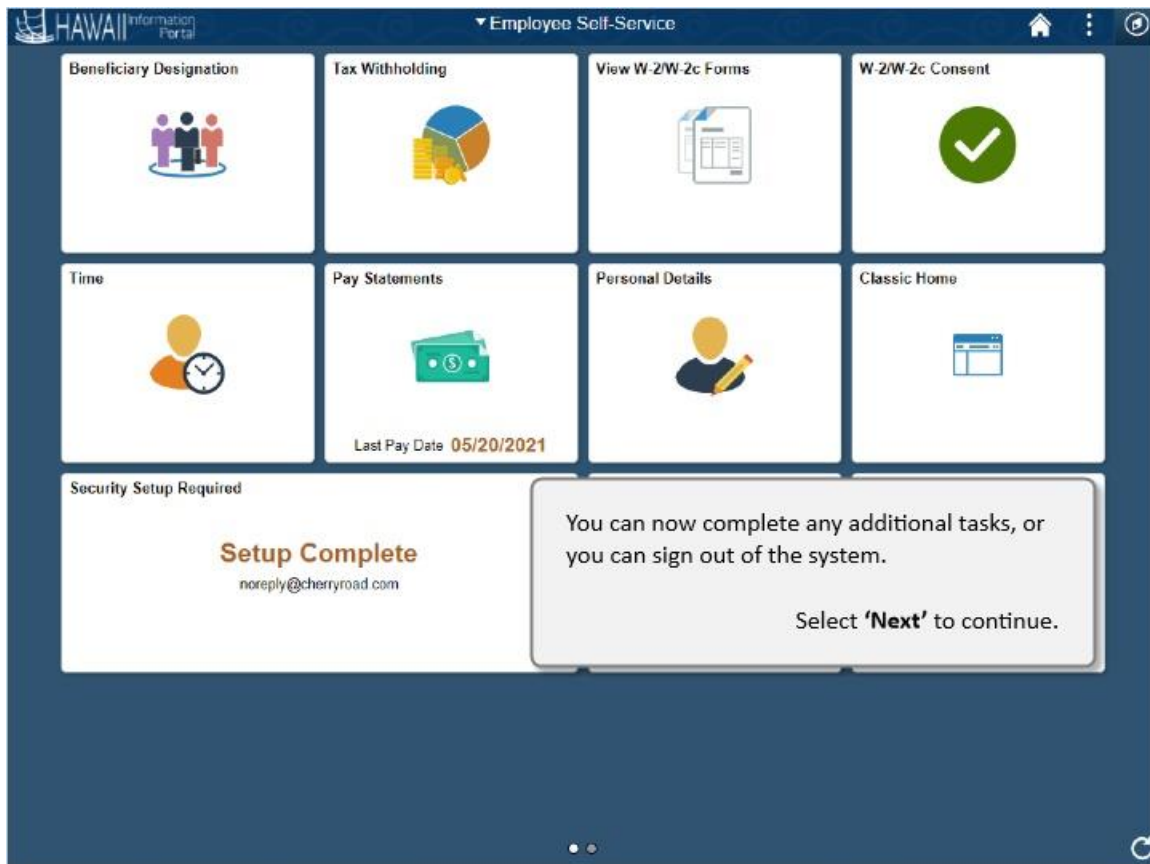 HAWAII Information
Portal
Employee Self-Service
Beneficiary Designation
Tax Withholding
View W-2/W-2c Forms
W-2/W-2c Consent
Time
Pay Statements
Personal Details
Classic Home
Last Pay Date 05/20/2021
Security Setup Required
Setup Complete
noreply@cherryroad.com
You can now complete any additional tasks, or
you can sign out of the system.
Select ‘Next’ to continue.